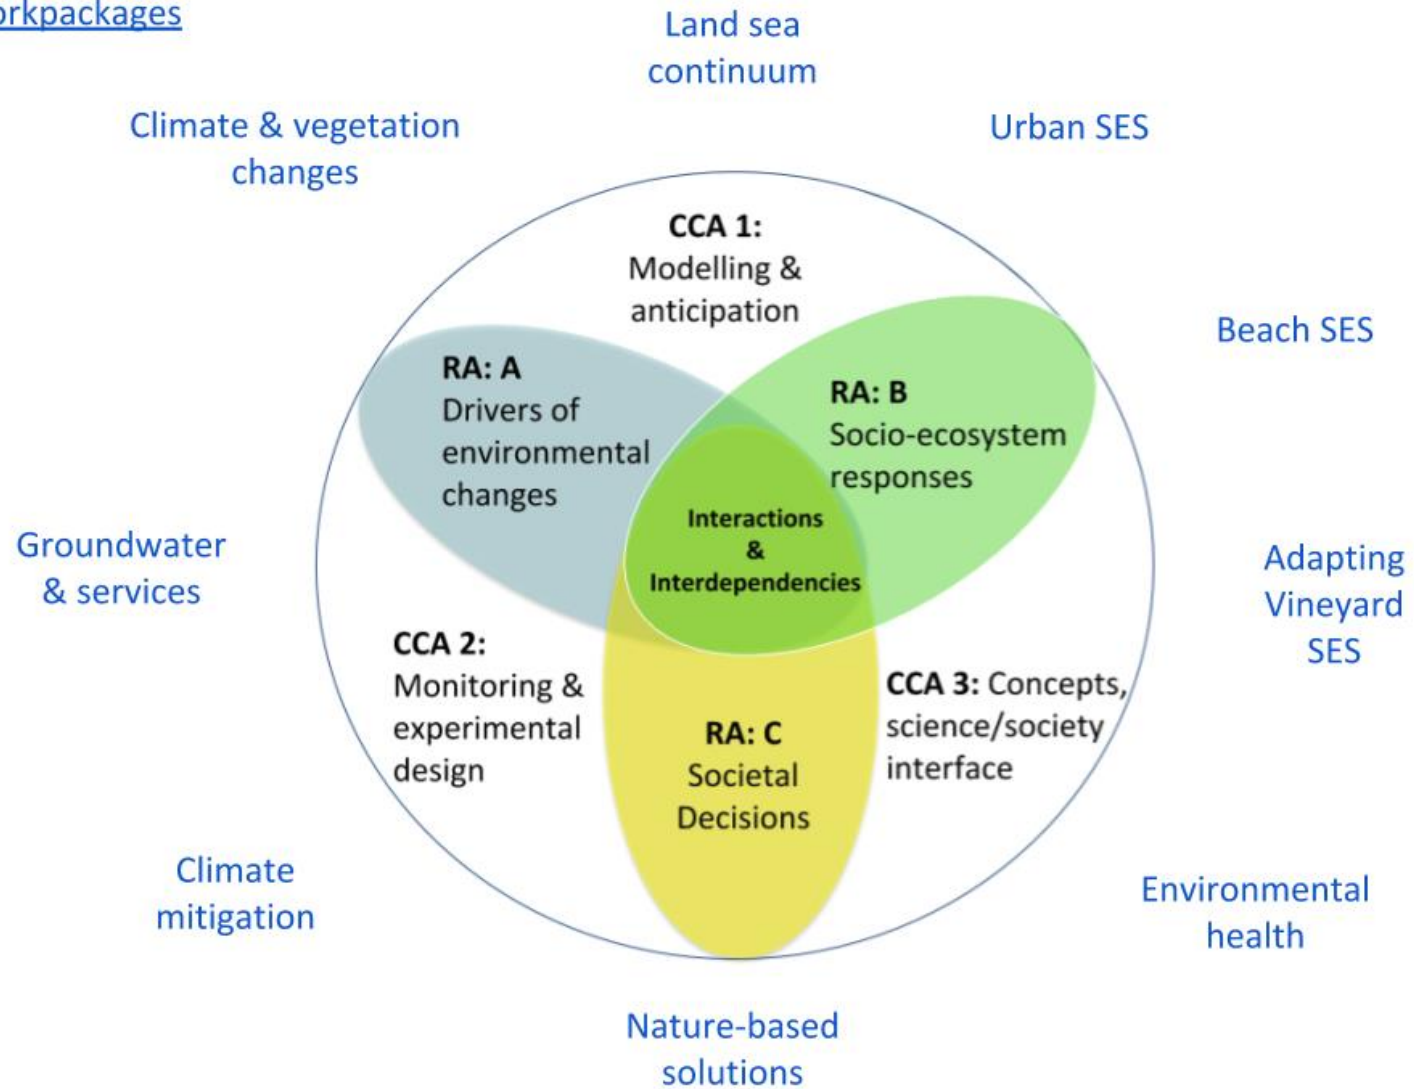 orkpackages
Land sea
continuum
Climate & vegetation
changes
Urban SES
CCA 1:
Modelling &
anticipation
Beach SES
RA: A
Drivers of
environmental
changes
RA: B
Socio-ecosystem
responses
Interactions
&
Interdependencies
Groundwater
& services
Adapting
Vineyard
SES
CCA 2:
Monitoring &
experimental
design
CCA 3: Concepts,
science/society
interface
RA: C
Societal
Decisions
Climate
mitigation
Environmental
health
Nature-based
solutions